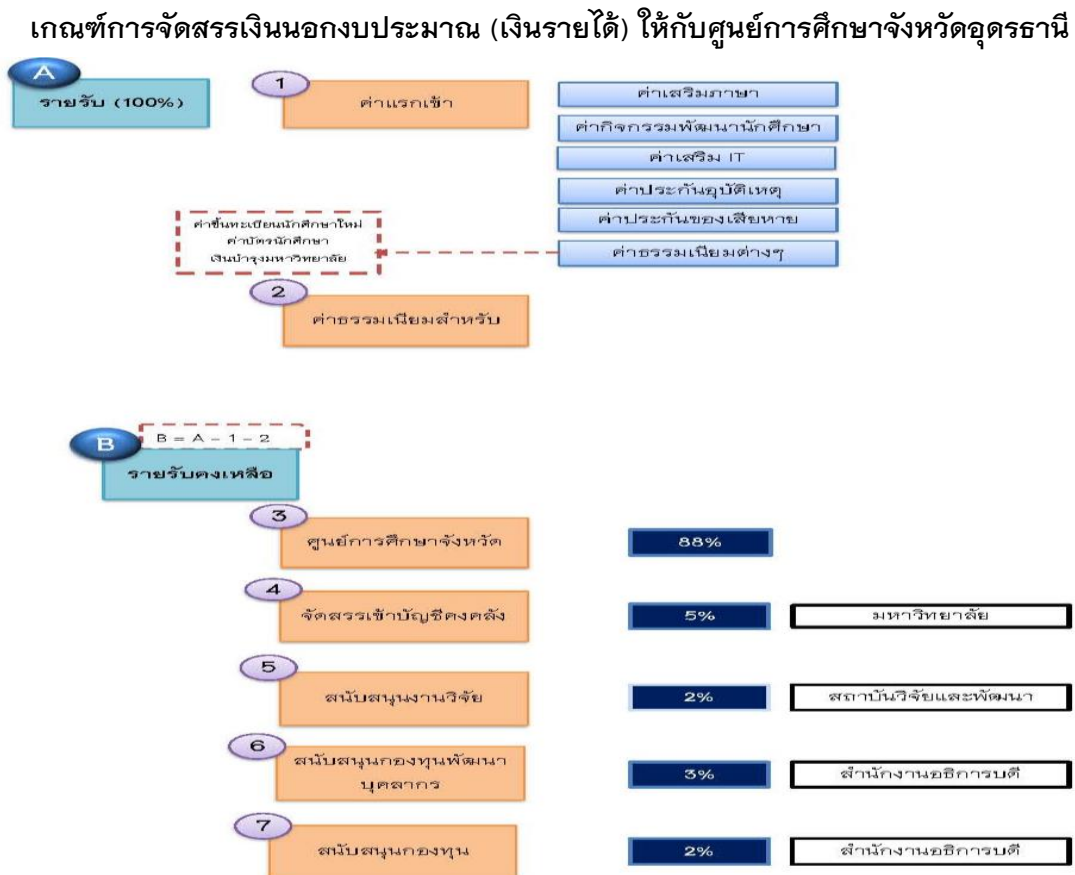 เกณฑ์การจัดสรรเงินนอกงบประมาณ (เงินรายได้) ให้กับศูนย์การศึกษาจังหวัดอุดรธานี
A
รายรับ (100%)
1
ค่าแรกเข้า
ค่าเสริมภาษา
ค่ากิจกรรมพัฒนานักศึกษา
ค่าเสริม IT
ค่าประกันอุบัติเหตุ
ค่าประกันของเสียหาย
ค่าธรรมเนียมต่างๆ
ค่าขึ้นทะเบียนนักศึกษาใหม่
ค่าบัตรนักศึกษา
เงินบำรุงมหาวิทยาลัย
2
ค่าธรรมเนียมสำหรับ
B
B = A - 1 - 2
รายรับคงเหลือ
3
ศูนย์การศึกษาจังหวัด
88%
4
จัดสรรเข้าบัญชีคงคลัง
5%
มหาวิทยาลัย
5
สนับสนุนงานวิจัย
2%
สถาบันวิจัยและพัฒนา
6
สนับสนุนกองทุนพัฒนา
บุคลากร
3%
สำนักงานอธิการบดี
7
สนับสนุนกองทุน
2%
สำนักงานอธิการบดี